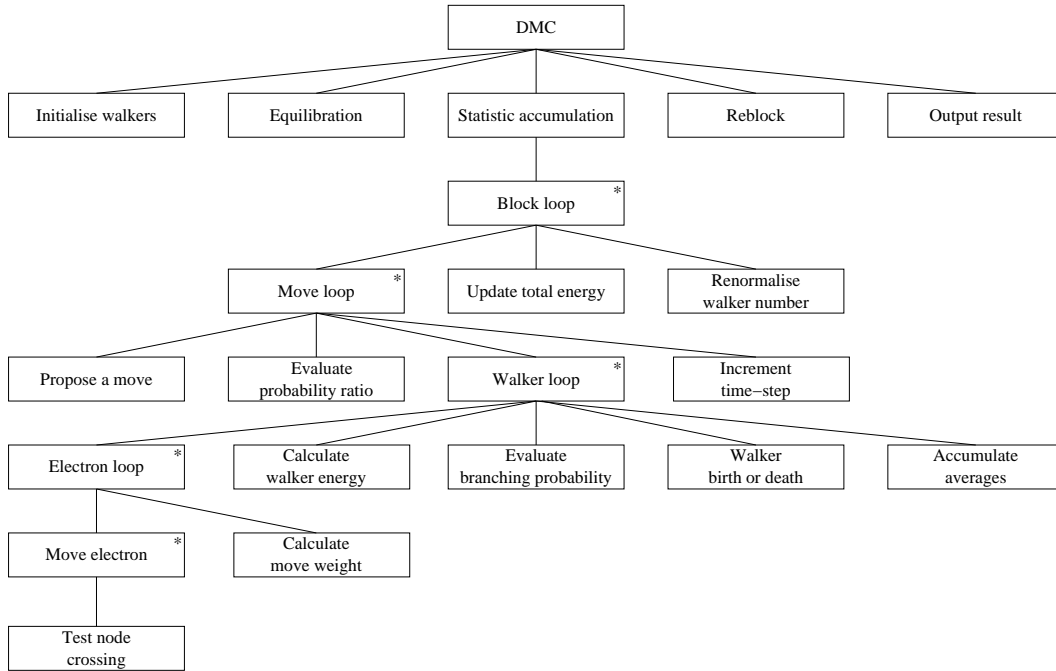 DMC
Initialise walkers
Equilibration
Statistic accumulation
Reblock
Output result
Block loop *
Move loop *
Update total energy
Renormalise
walker number
Propose a move
Evaluate
probability ratio
Walker loop *
Increment
time−step
Electron loop *
Calculate
walker energy
Evaluate
branching probability
Walker
birth or death
Accumulate
averages
Move electron *
Calculate
move weight
Test node
crossing